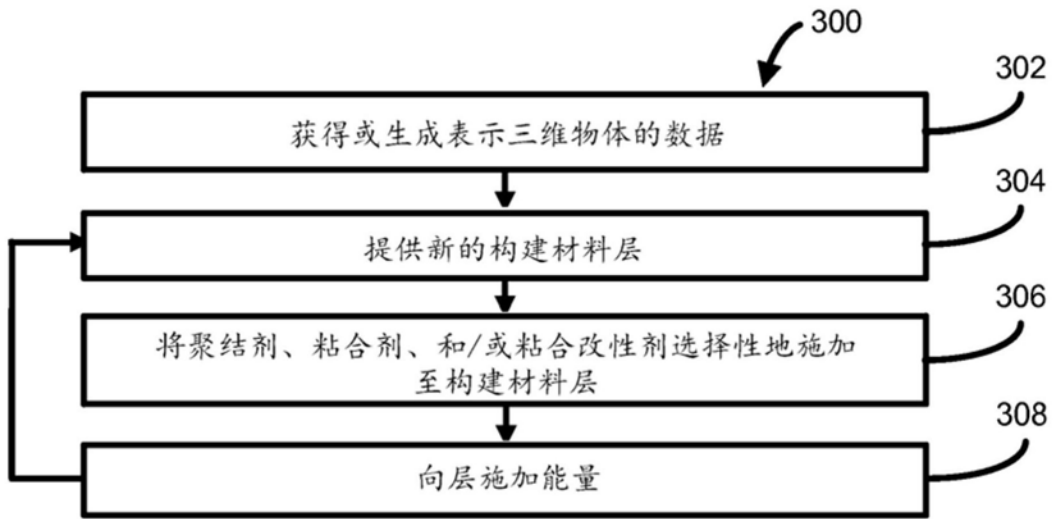 300
302
获得或生成表示三维物体的数据
304
提供新的构建材料层
306
将聚结剂、粘合剂、和/或粘合改性剂选择性地施加
至构建材料层
308
向层施加能量